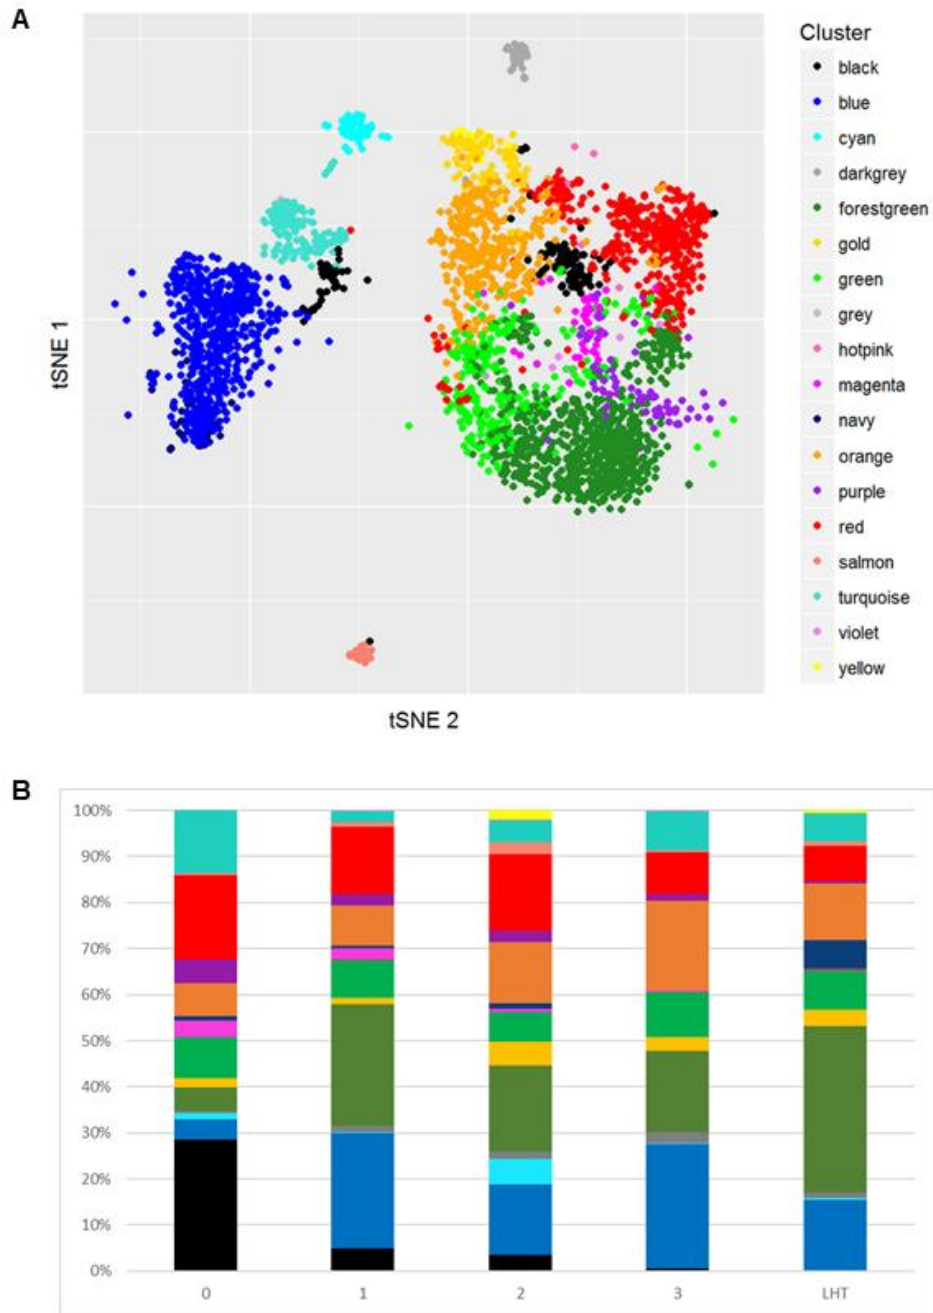 A
tSNE 1
tSNE 2
Cluster
black
blue
cyan
darkgrey
forestgreen
gold
green
grey
hotpink
magenta
navy
orange
purple
red
salmon
turquoise
violet
yellow
B
100%
90%
80%
70%
60%
50%
40%
30%
20%
10%
0%
0 1 2 3 LHT